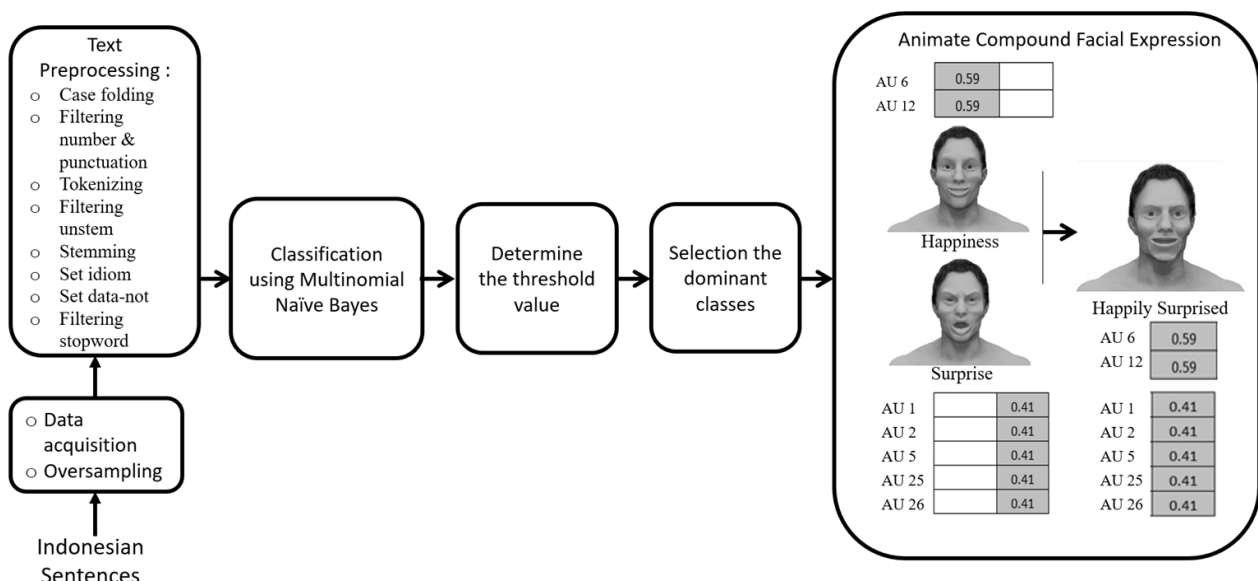 Text
Preprocessing :
o Case folding
o Filtering
number &
punctuation
o Tokenizing
o Filtering
unstem
o Stemming
o Set idiom
o Set data-not
o Filtering
stopword
o Data
acquisition
o Oversampling
Indonesian
Sentences
Classification
using Multinomial
Naïve Bayes
Determine
the threshold
value
Selection the
dominant
classes
Animate Compound Facial Expression
AU 6 0.59
AU 12 0.59
Happiness
Surprise
AU 1 0.41
AU 2 0.41
AU 5 0.41
AU 25 0.41
AU 26 0.41
Happily Surprised
AU 6 0.59
AU 12 0.59
AU 1 0.41
AU 2 0.41
AU 5 0.41
AU 25 0.41
AU 26 0.41